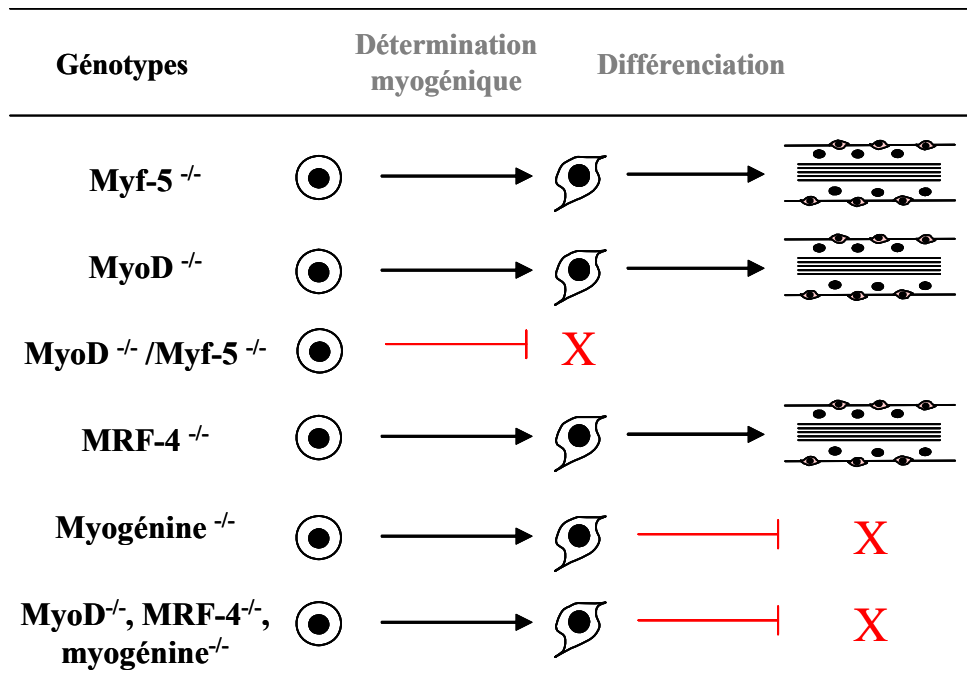 Génotypes
Détermination
myogénique
Différenciation
Myf-5 -/-
MyoD -/-
MyoD -/- /Myf-5 -/-
X
MRF-4 -/-
Myogénine -/-
X
MyoD-/-, MRF-4-/-,
myogénine-/-
X